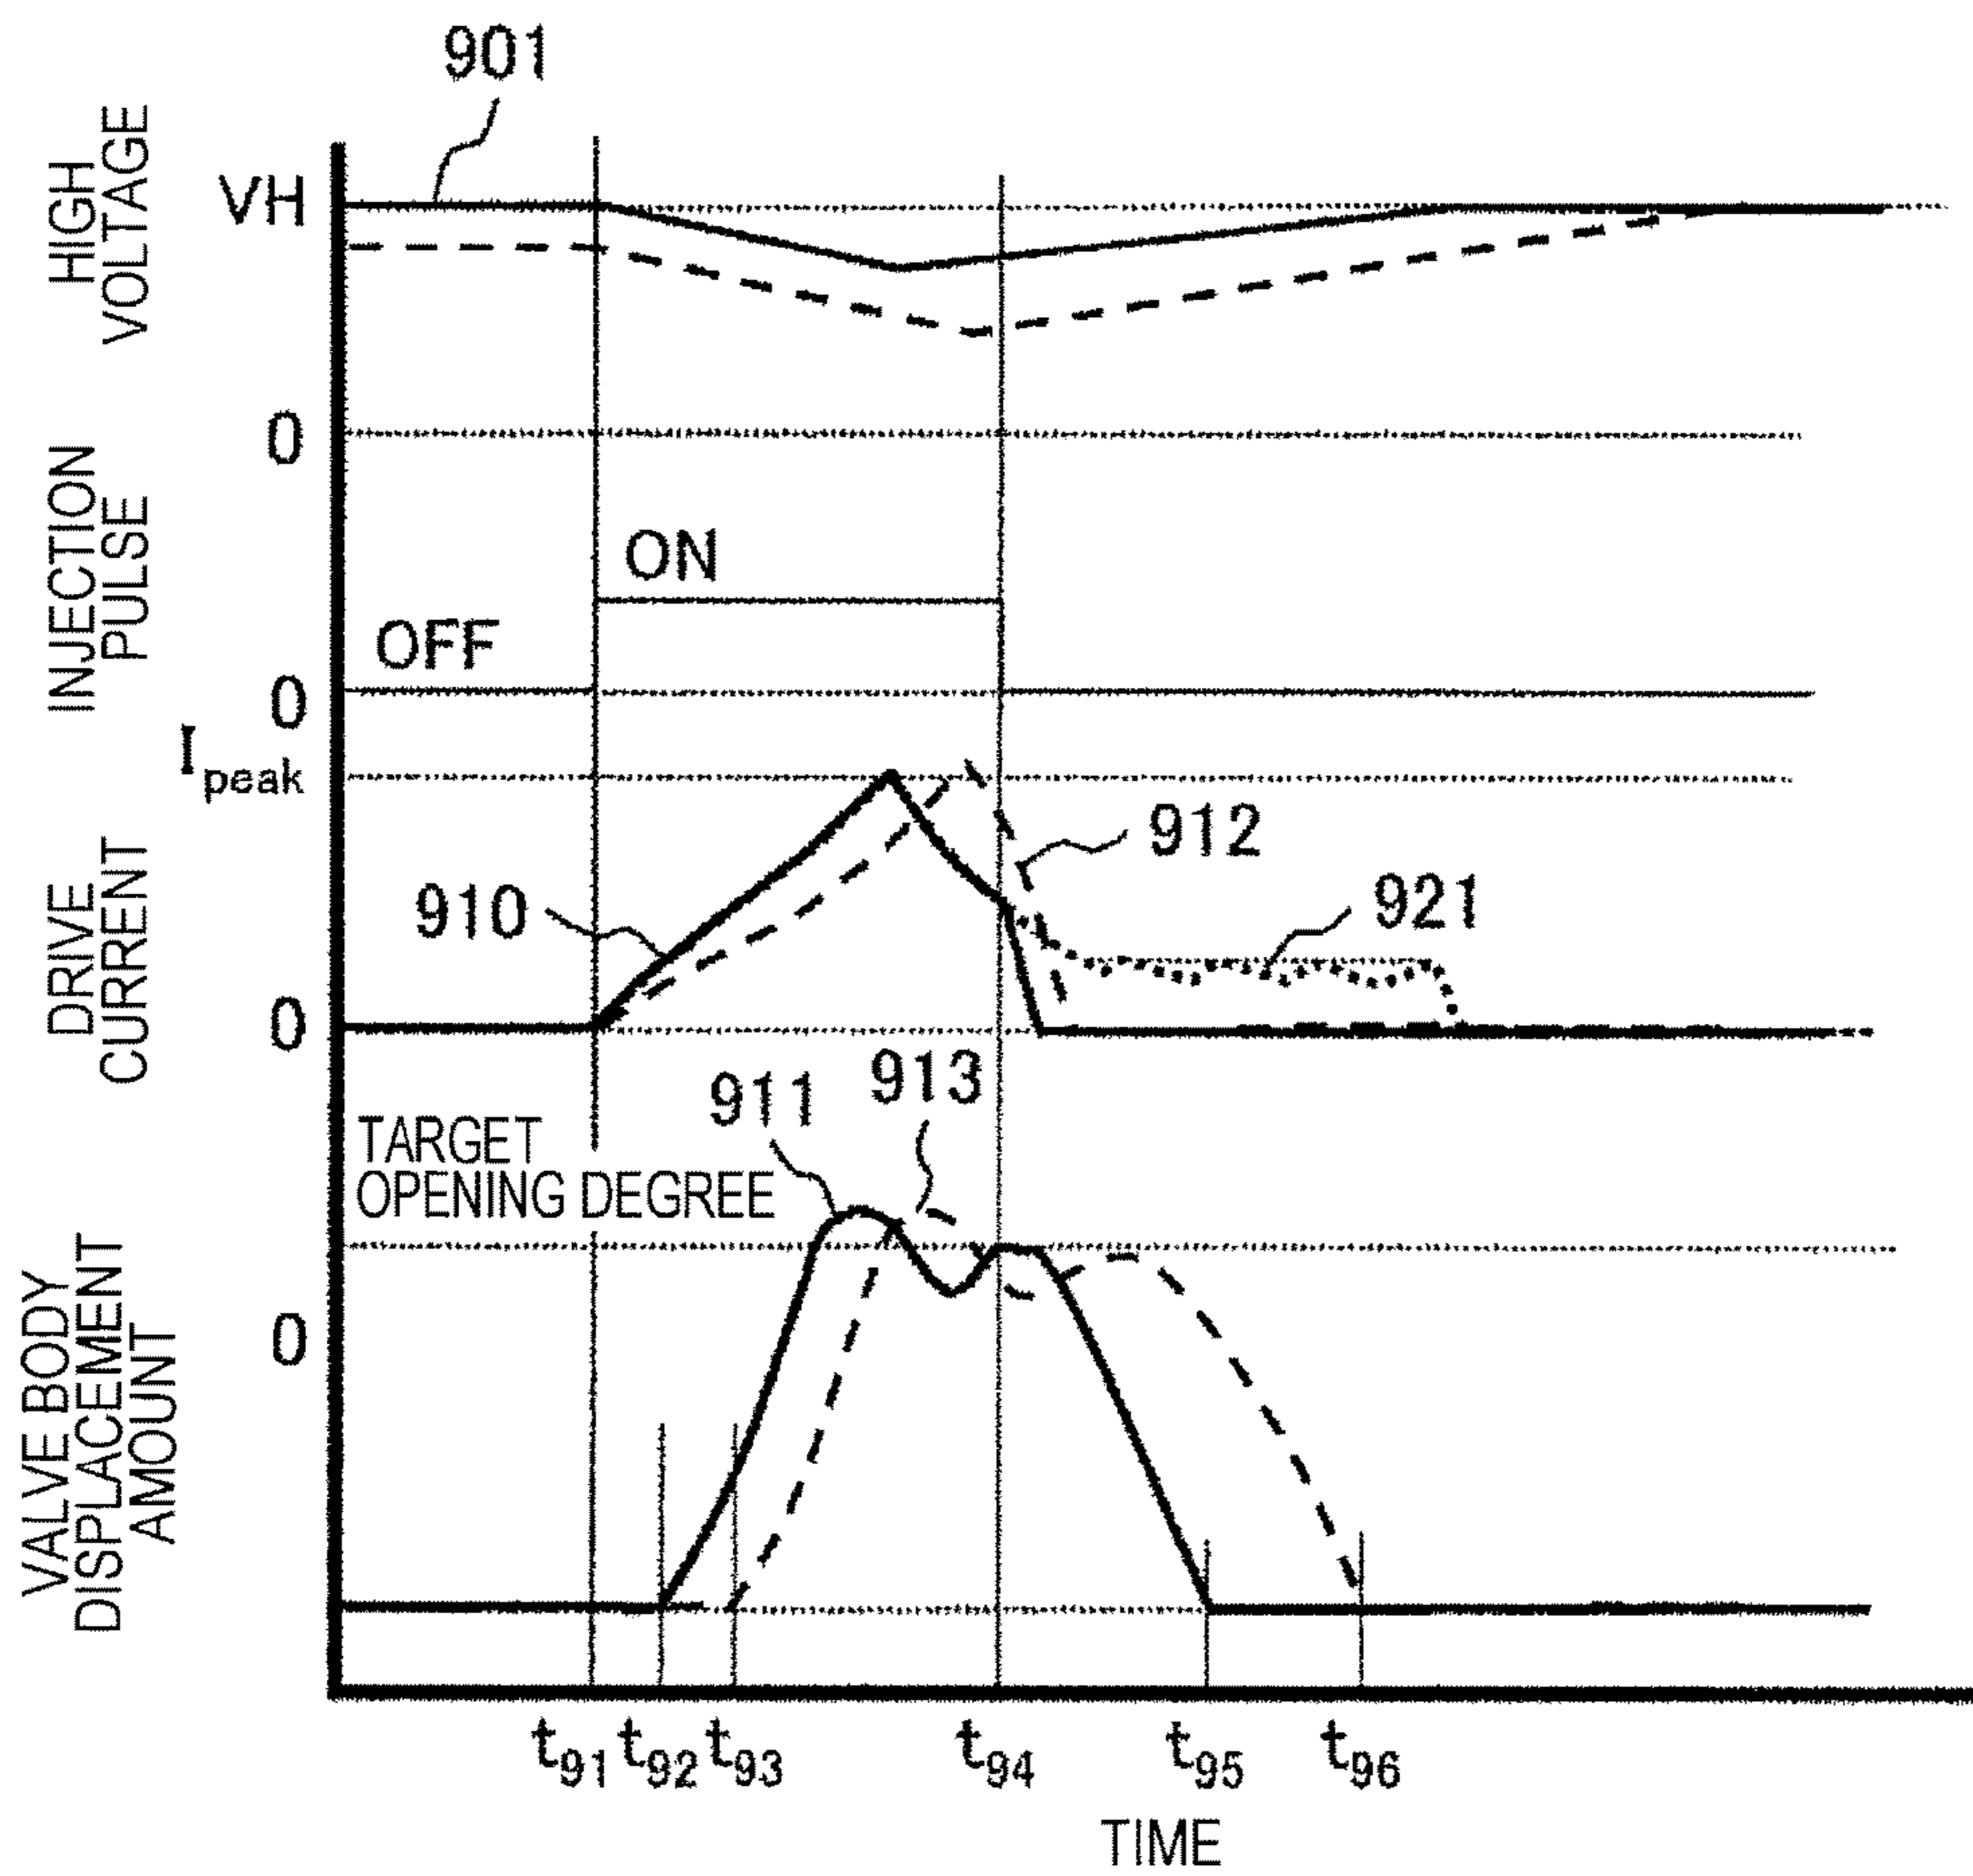 901
HIGH
VOLTAGE
VH
0
INJECTION
PULSE
ON
OFF
0
I peak
DRIVE
CURRENT
910
912
921
0
911
913
TARGET
OPENING DEGREE
VALVE BODY
DISPLACEMENT
AMOUNT
0
t91 t92 t93 t94 t95 t96
TIME